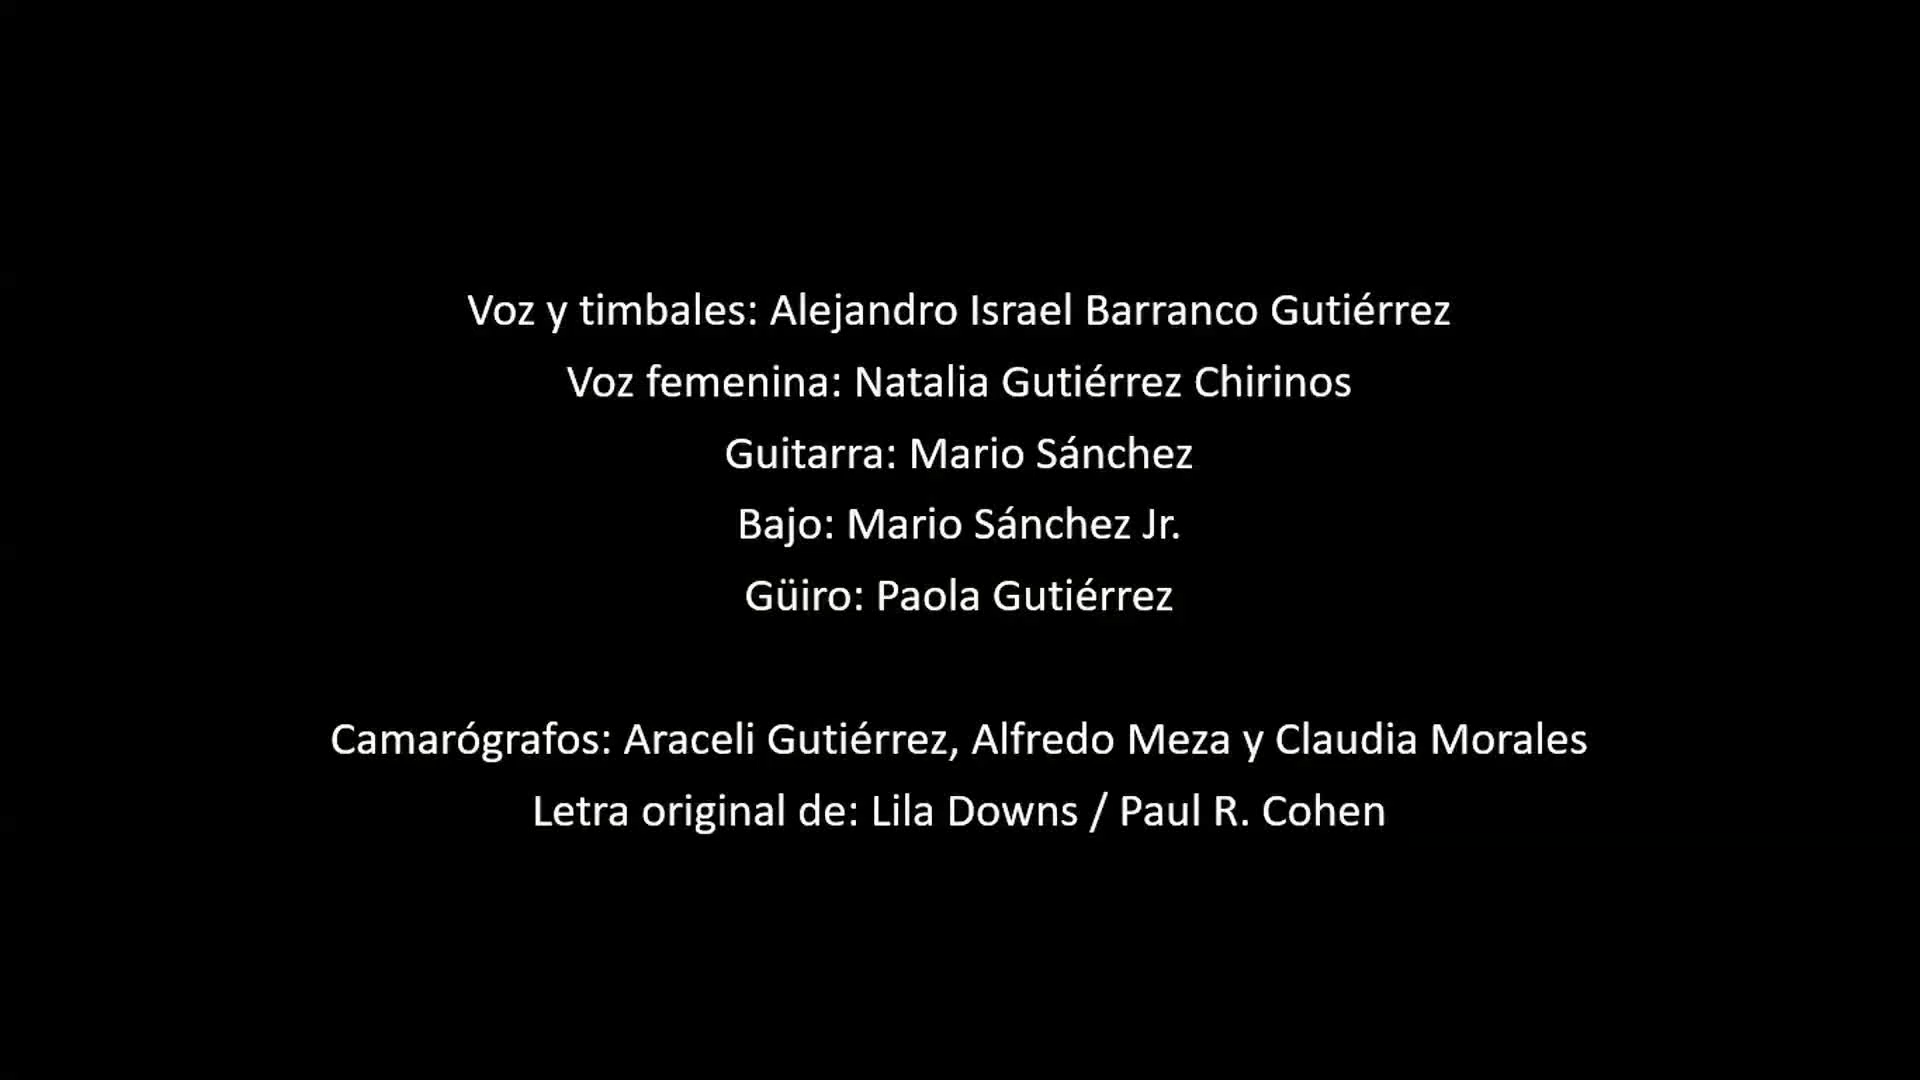 Voz y timbales: Alejandro Israel Barranco Gutiérrez
Voz femenina: Natalia Gutiérrez Chirinos
Guitarra: Mario Sánchez
Bajo: Mario Sánchez Jr.
Güiro: Paola Gutiérrez
Camarógrafos: Araceli Gutiérrez, Alfredo Meza y Claudia Morales
Letra original de: Lila Downs / Paul R. Cohen